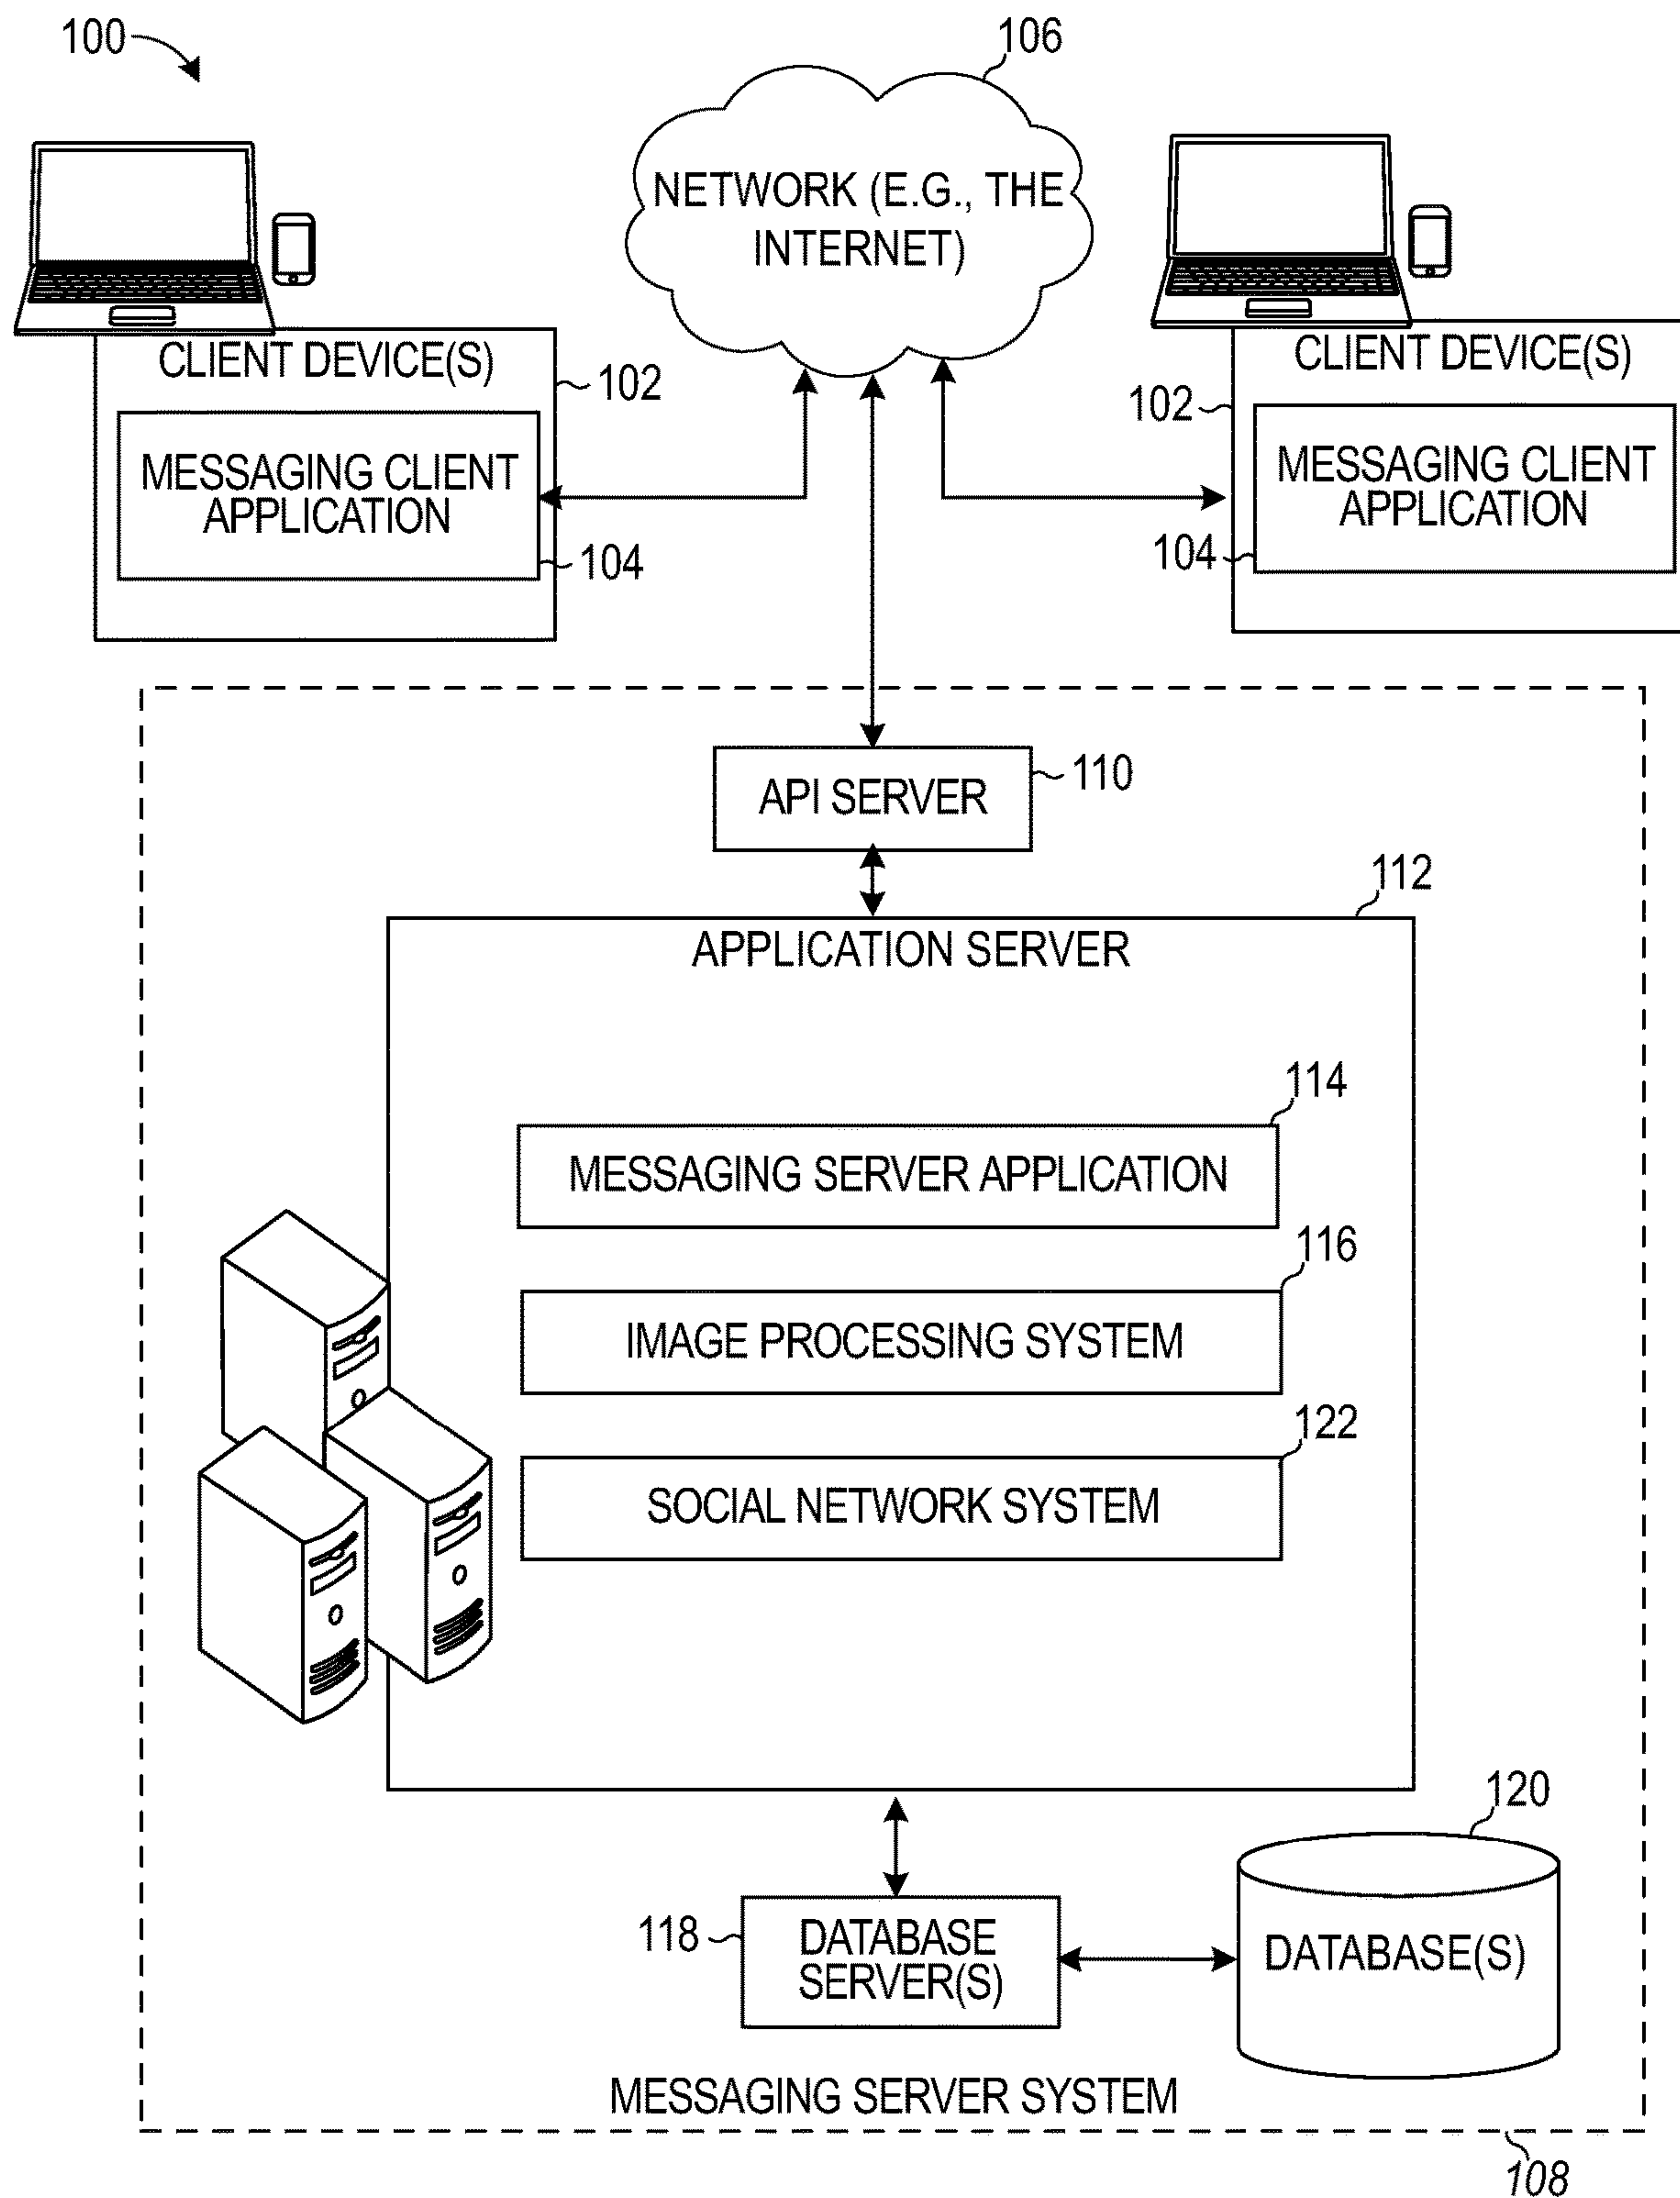 100
106
NETWORK (E.G., THE
INTERNET)
CLIENT DEVICE(S)
102
MESSAGING CLIENT
APPLICATION
104
CLIENT DEVICE(S)
102
MESSAGING CLIENT
APPLICATION
104
API SERVER
110
112
APPLICATION SERVER
114
MESSAGING SERVER APPLICATION
116
IMAGE PROCESSING SYSTEM
122
SOCIAL NETWORK SYSTEM
120
118
DATABASE
SERVER(S)
DATABASE(S)
MESSAGING SERVER SYSTEM
108